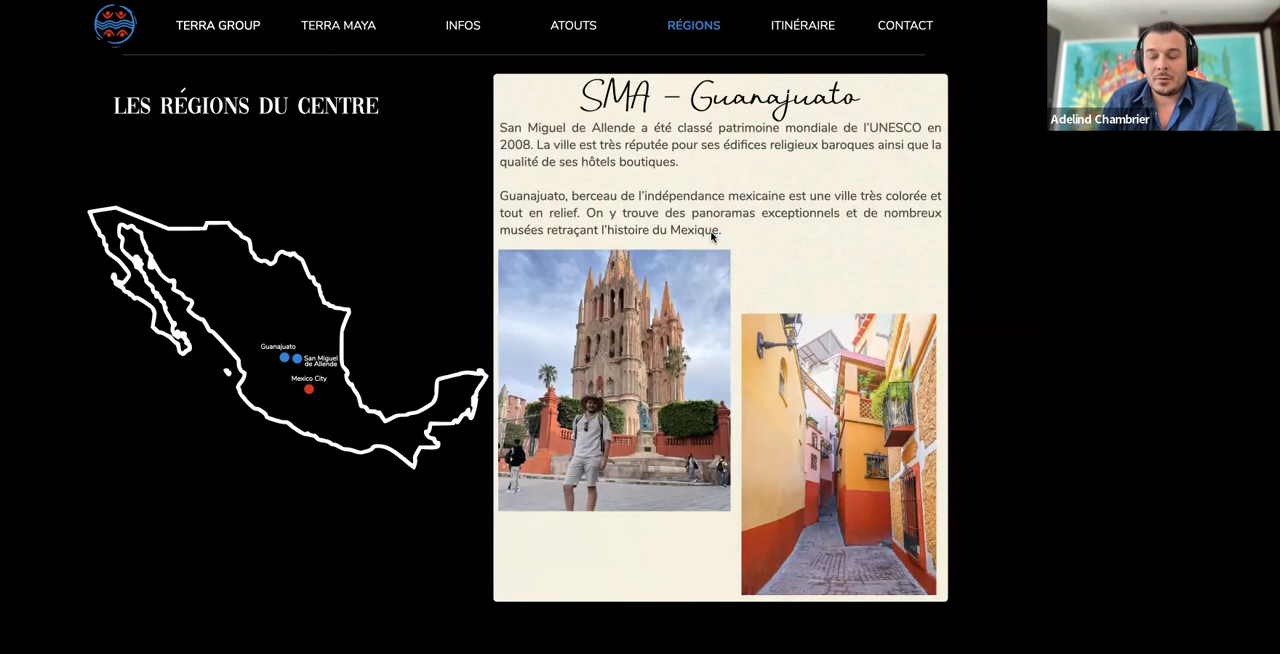 TERRA GROUP TERRA MAYA INFOS ATOUTS RÉGIONS ITINÉRAIRE CONTACT
Adelind Chambrier
LES RÉGIONS DU CENTRE
SMA – Guanajuato
San Miguel de Allende a été classé patrimoine mondiale de l'UNESCO en
2008. La ville est très réputée pour ses édifices religieux baroques ainsi que la
qualité de ses hôtels boutiques.
Guanajuato, berceau de l'indépendance mexicaine est une ville très colorée et
tout en relief. On y trouve des panoramas exceptionnels et de nombreux
musées retraçant l'histoire du Mexique.
Guanajuato
San Miguel
de Allende
Mexico City